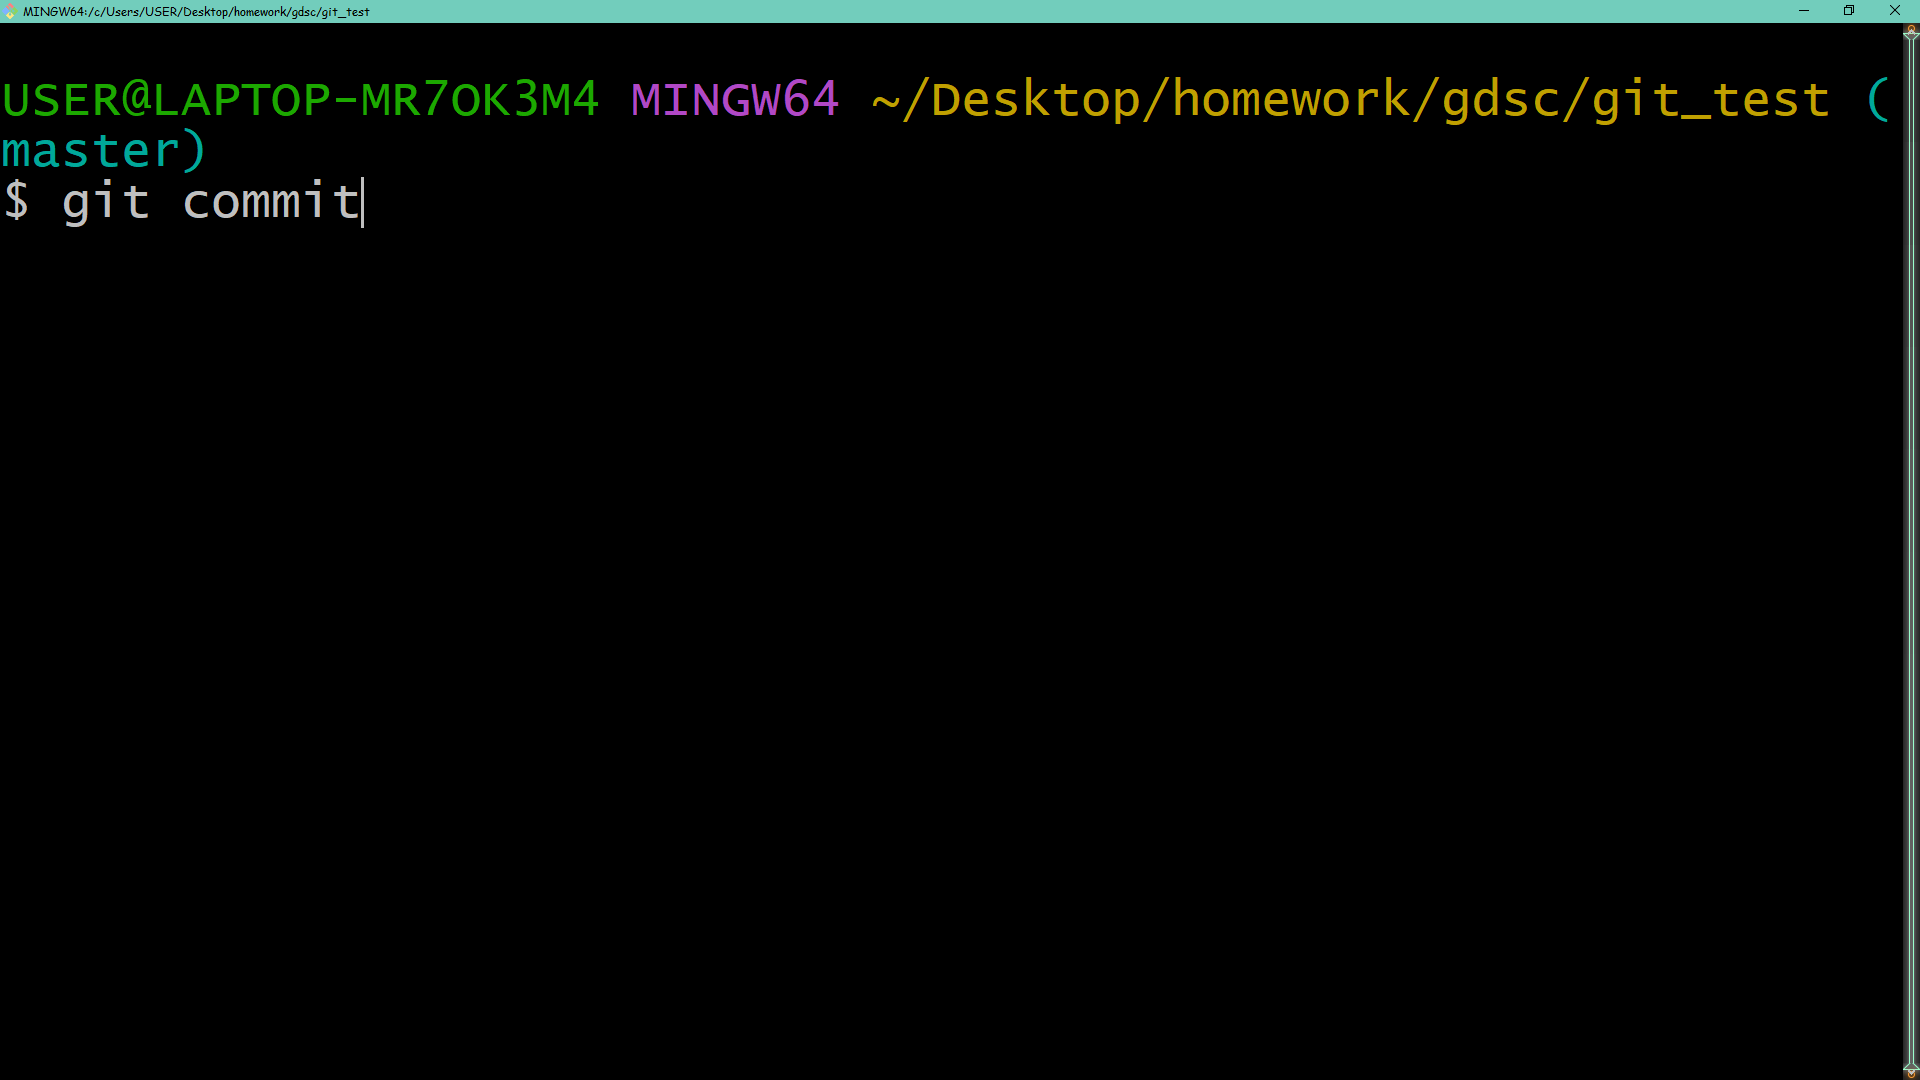 MINGW64:/c/Users/USER/Desktop/homework/gdsc/git_test
USER@LAPTOP-MR7OK3M4 MINGW64 ~/Desktop/homework/gdsc/git_test (
master)
$ git commit